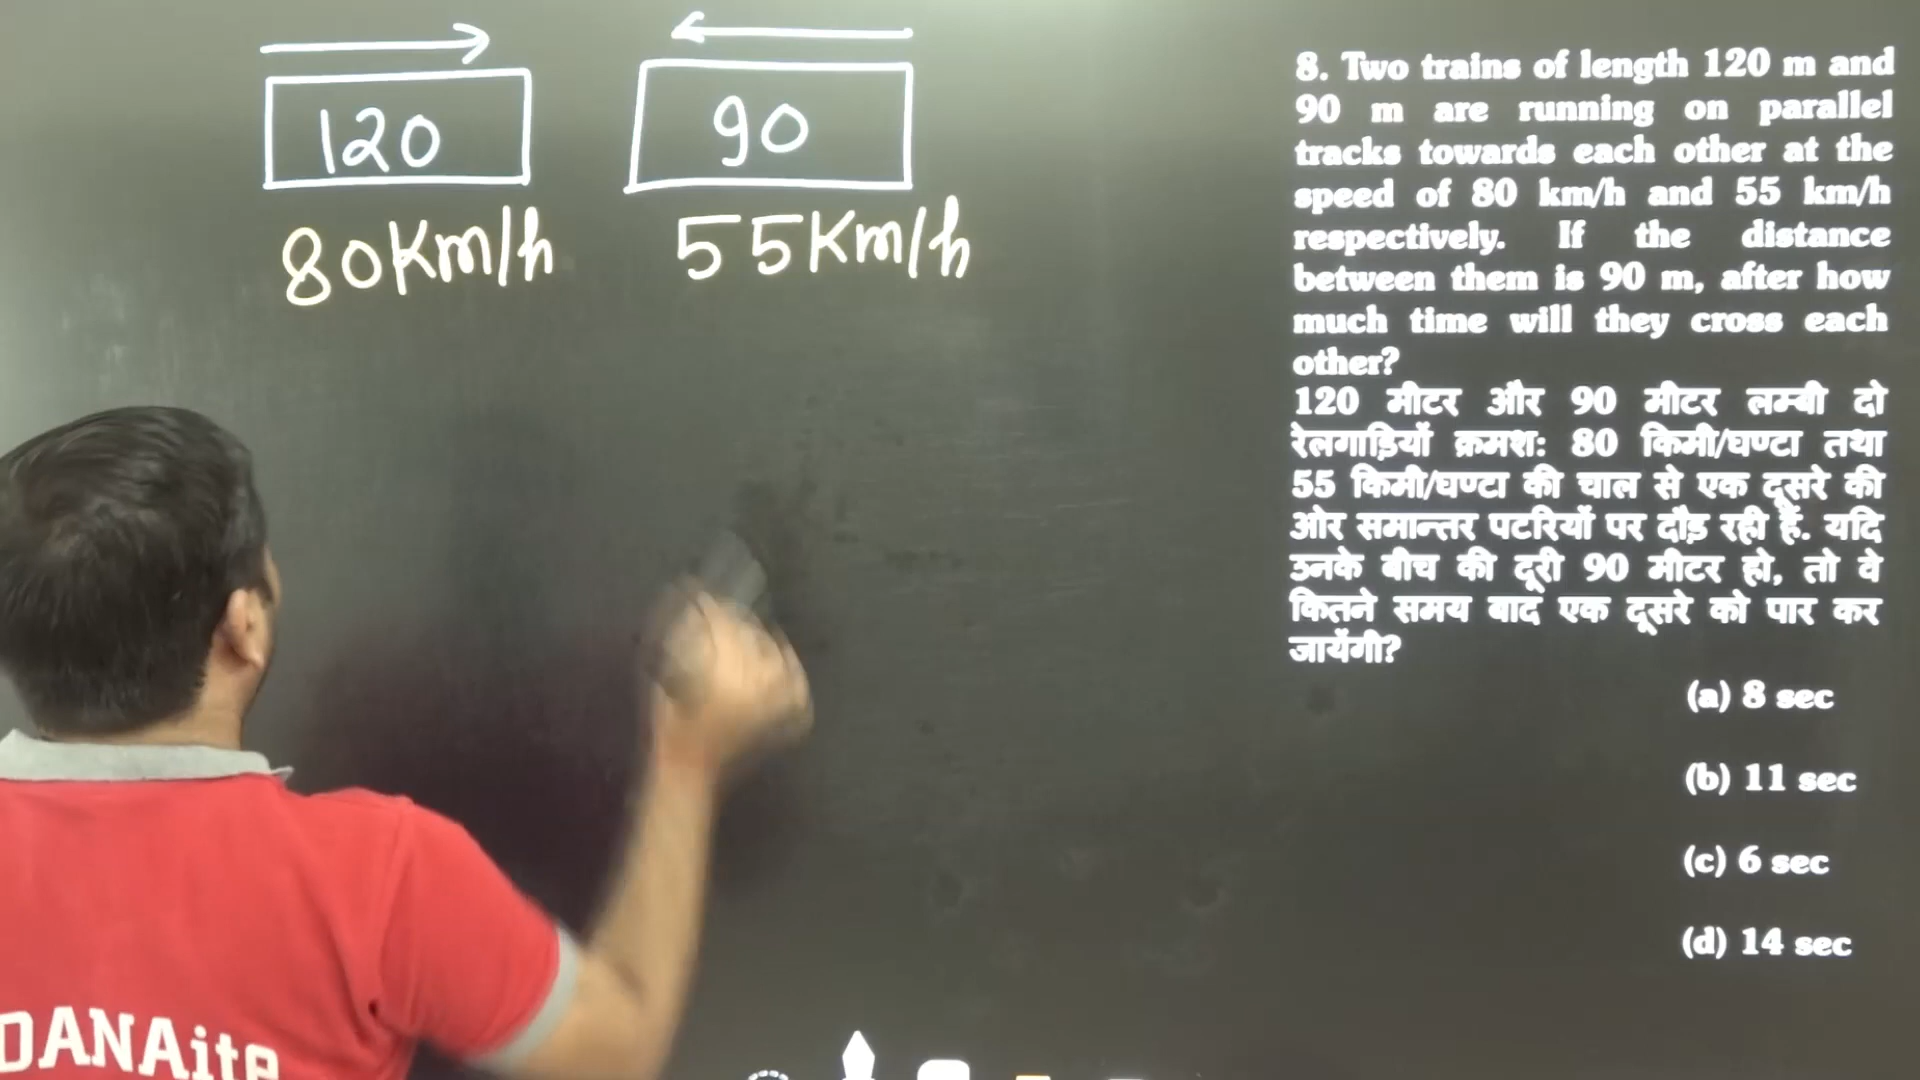 120
90
80Km/h
55Km/h
8. Two trains of length 120 m and
90 m are running on parallel
tracks towards each other at the
speed of 80 km/h and 55 km/h
respectively. If the distance
between them is 90 m, after how
much time will they cross each
other?
120 मीटर और 90 मीटर लम्बी दो
रेलगाड़ियों क्रमश: 80 किमी/घण्टा तथा
55 किमी/घण्टा की चाल से एक दूसरे की
ओर समान्तर पटरियों पर दौड़ रही हैं. यदि
उनके बीच की दूरी 90 मीटर हो, तो वे
कितने समय बाद एक दूसरे को पार कर
जायेंगी?
(a) 8 sec
(b) 11 sec
(c) 6 sec
(d) 14 sec
DANAite